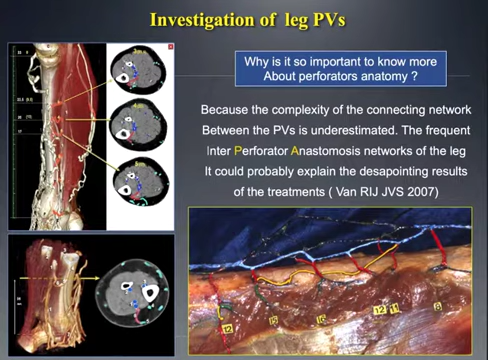 Investigation of leg PVs
Why is it so important to know more
About perforators anatomy ?
Because the complexity of the connecting network
Between the PVs is underestimated. The frequent
Inter Perforator Anastomosis networks of the leg
It could probably explain the desapointing results
of the treatments ( Van RIJ JVS 2007)
12
15
16
12
11
8